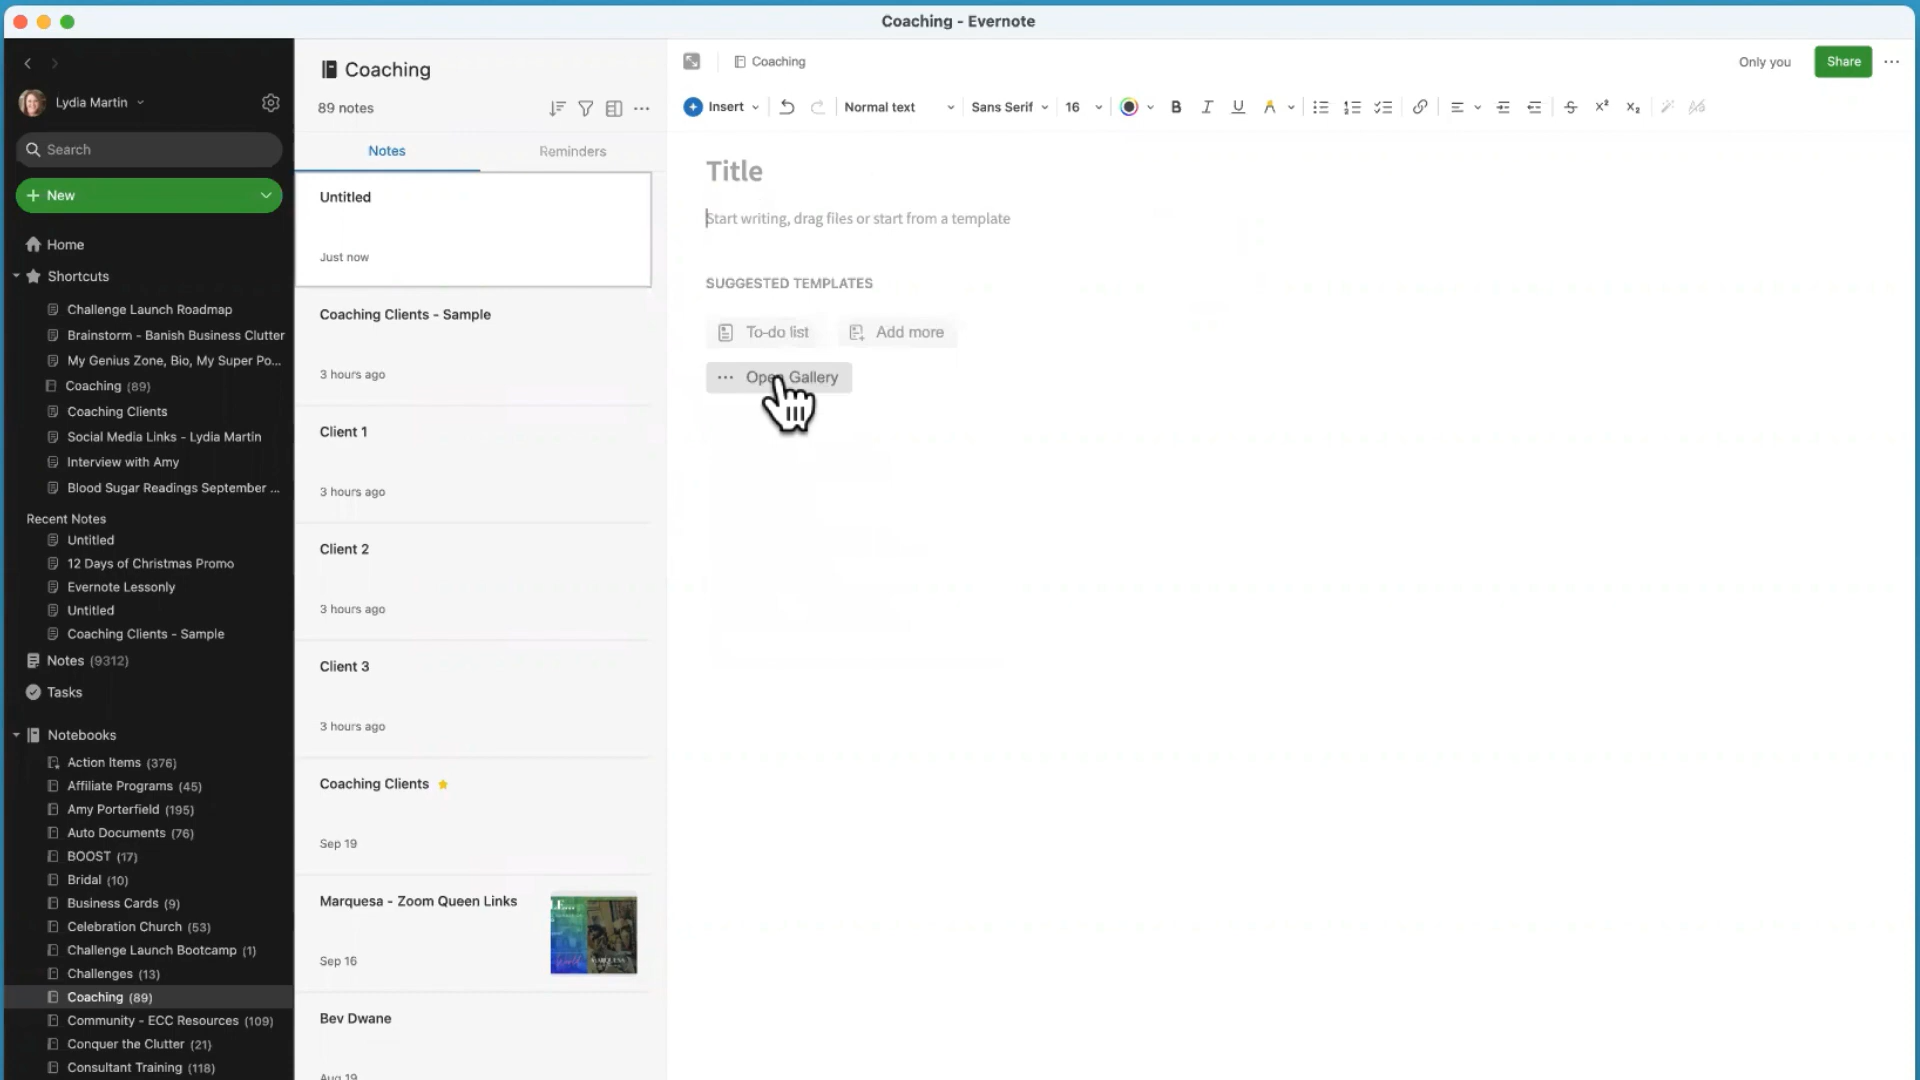 Coaching - Evernote
Lydia Martin
Search
New
Home
Shortcuts
Challenge Launch Roadmap
Brainstorm - Banish Business Clutter
My Genius Zone, Bio, My Super Po...
Coaching (89)
Coaching Clients
Social Media Links - Lydia Martin
Interview with Amy
Blood Sugar Readings September ...
Recent Notes
Untitled
12 Days of Christmas Promo
Evernote Lessonly
Untitled
Coaching Clients - Sample
Notes (9312)
Tasks
Notebooks
Action Items (376)
Affiliate Programs (45)
Amy Porterfield (195)
Auto Documents (76)
BOOST (17)
Bridal (10)
Business Cards (9)
Celebration Church (53)
Challenge Launch Bootcamp (1)
Challenges (13)
Coaching (89)
Community - ECC Resources (109)
Conquer the Clutter (21)
Consultant Training (118)
Coaching
89 notes
Notes Reminders
Untitled
Just now
Coaching Clients - Sample
3 hours ago
Client 1
3 hours ago
Client 2
3 hours ago
Client 3
3 hours ago
Coaching Clients
Sep 19
Marquesa - Zoom Queen Links
Sep 16
Bev Dwane
Aug 19
Coaching
Only you Share
Insert Normal text Sans Serif 16 B I U A S X² X₂
Title
Start writing, drag files or start from a template
SUGGESTED TEMPLATES
To-do list Add more
Open Gallery